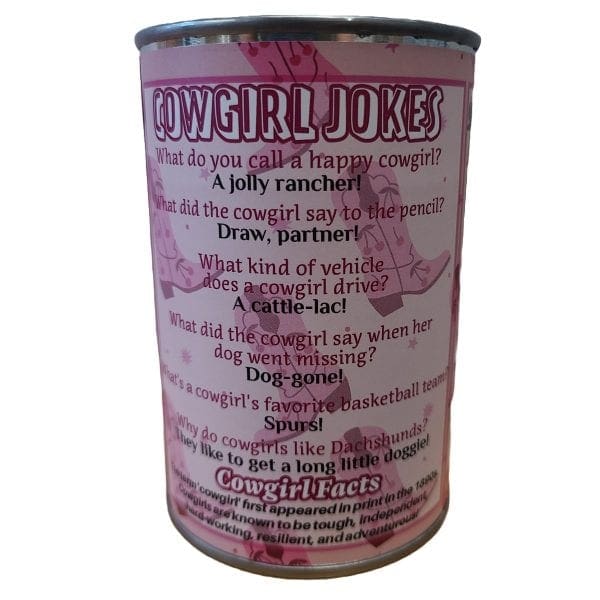 COWGIRL JOKES
What do you call a happy cowgirl?
A jolly rancher!
What did the cowgirl say to the pencil?
Draw, partner!
What kind of vehicle
does a cowgirl drive?
A cattle-lac!
What did the cowgirl say when her
dog went missing?
Dog-gone!
What's a cowgirl's favorite basketball team?
Spurs!
Why do cowgirls like Dachshunds?
They like to get a long little doggie!
Cowgirl Facts
'cowgirl' first appeared in print in the
Cowgirls are known to be tough, independent,
hard-working, resilient, and adventurous!